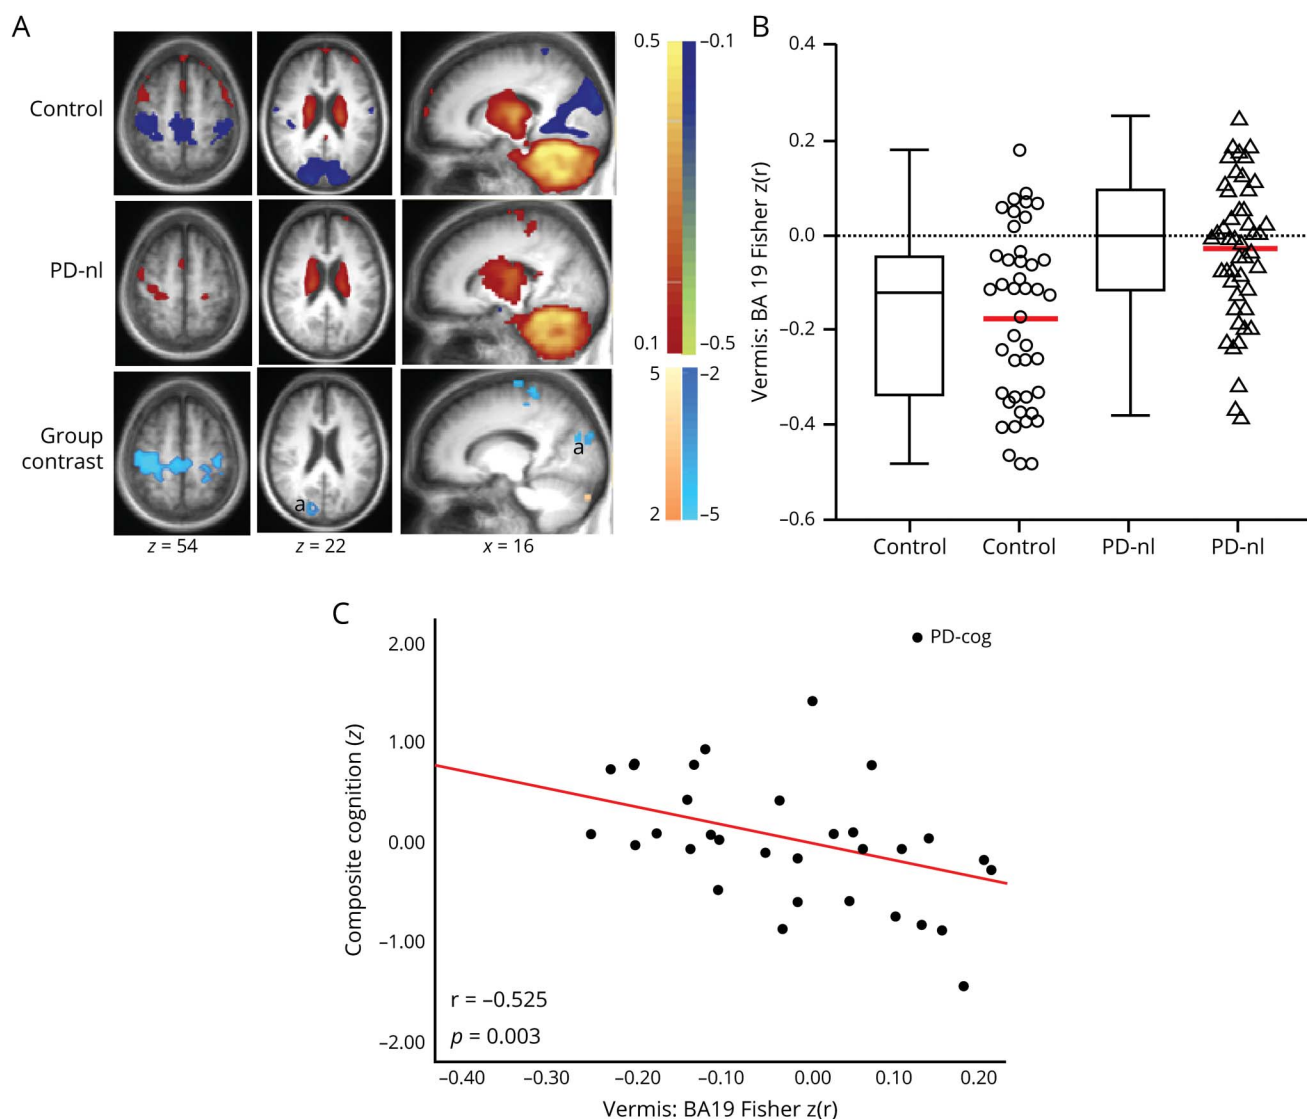 A
Control
PD-nl
Group
contrast
a
a
z = 54
z = 22
x = 16
0.5
–0.1
0.1
–0.5
5
–2
2
–5
B
Vermis: BA 19 Fisher z(r)
0.4
0.2
0.0
–0.2
–0.4
–0.6
Control
Control
PD-nl
PD-nl
C
PD-cog
Composite cognition (z)
2.00
1.00
0.00
–1.00
–2.00
r = –0.525
p = 0.003
–0.40
–0.30
–0.20
–0.10
0.00
0.10
0.20
Vermis: BA19 Fisher z(r)